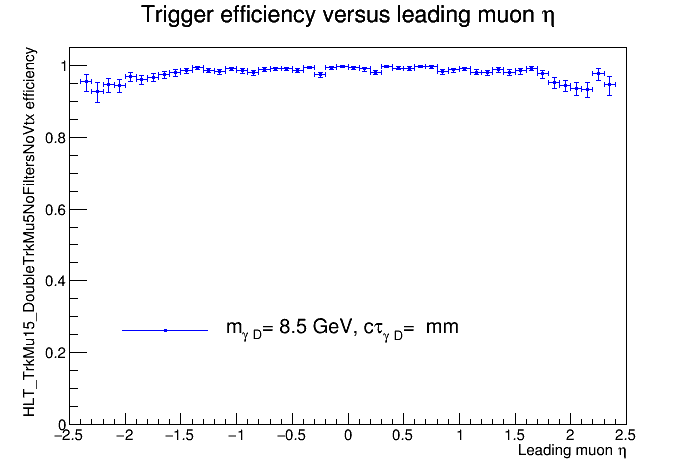 Trigger efficiency versus leading muon η
HLT_TrkMu15_DoubleTrkMu5NoFiltersNoVtx efficiency
1
0.8
0.6
0.4
0.2
0
mγ D= 8.5 GeV, cτγ D= mm
−2.5 −2 −1.5 −1 −0.5 0 0.5 1 1.5 2 2.5
Leading muon η